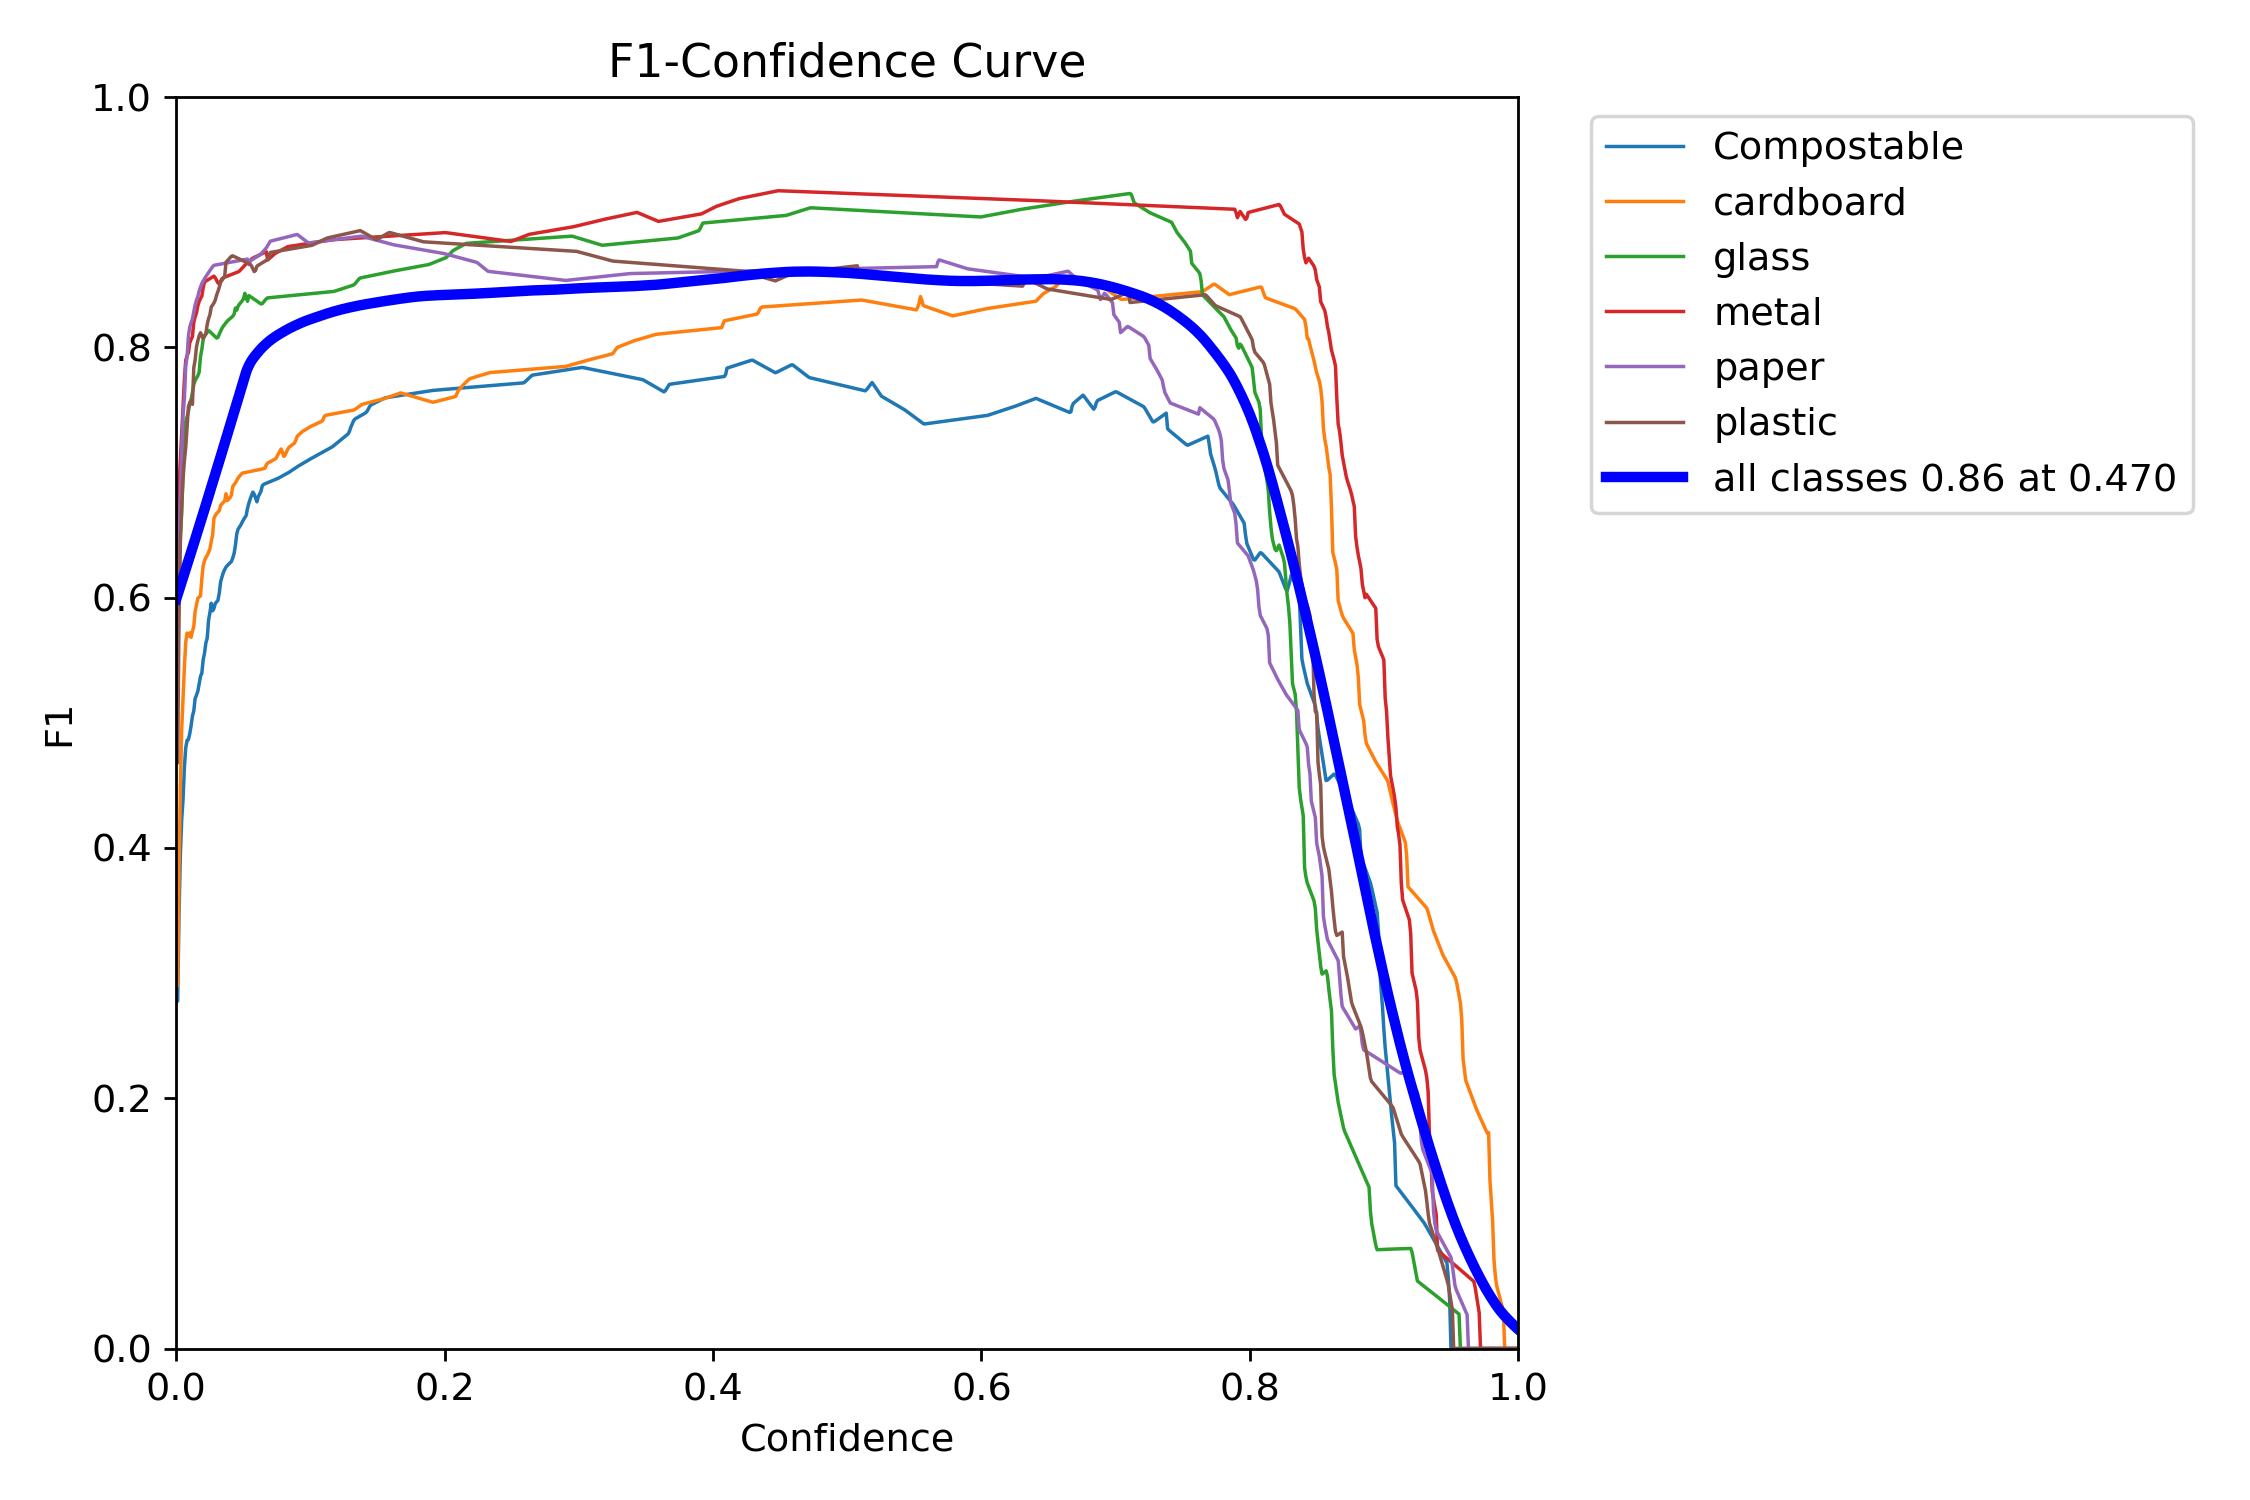 F1-Confidence Curve
1.0
0.8
0.6
0.4
0.2
0.0
F1
0.0 0.2 0.4 0.6 0.8 1.0
Confidence
Compostable
cardboard
glass
metal
paper
plastic
all classes 0.86 at 0.470